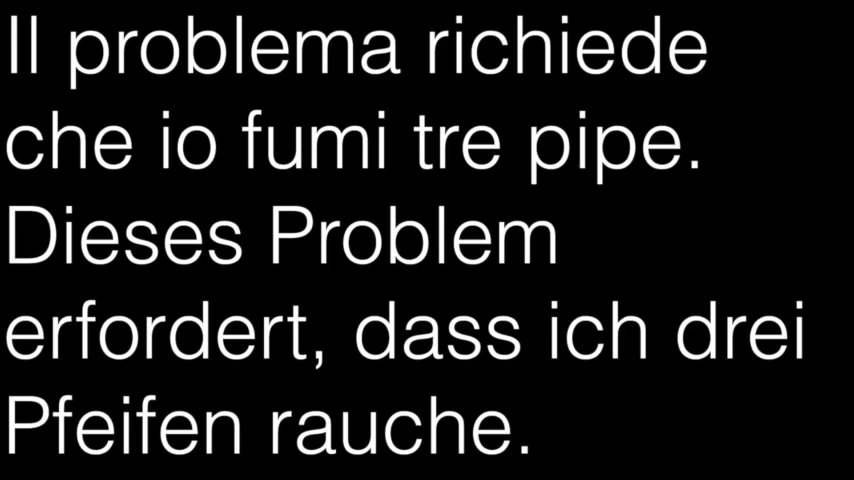 Il problema richiede
che io fumi tre pipe.
Dieses Problem
erfordert, dass ich drei
Pfeifen rauche.